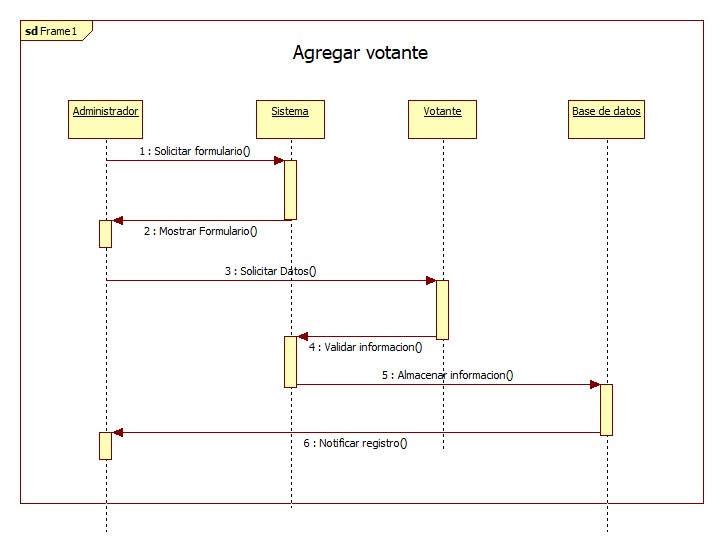 sd Frame1
Agregar votante
Administrador
Sistema
Votante
Base de datos
1 : Solicitar formulario()
2 : Mostrar Formulario()
3 : Solicitar Datos()
4 : Validar informacion()
5 : Almacenar informacion()
6 : Notificar registro()